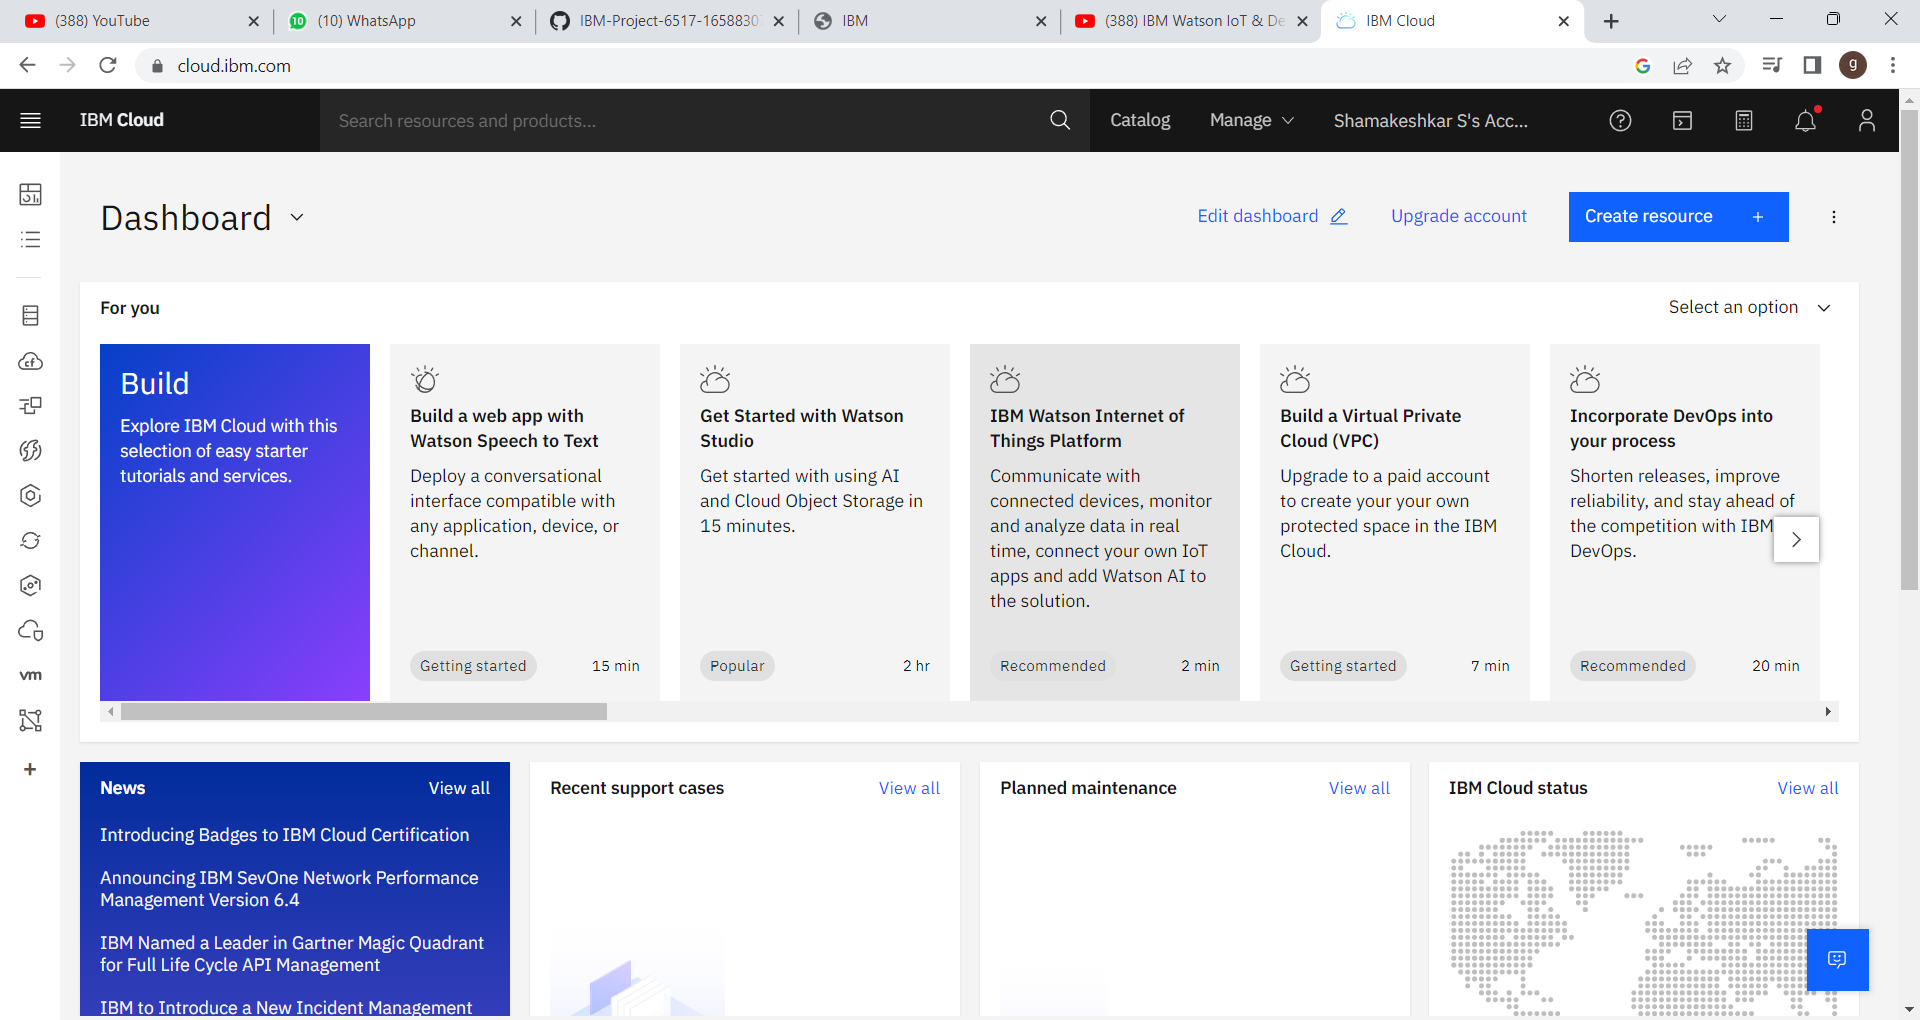 (388) YouTube
10
(10) WhatsApp
IBM-Project-6517-1658830
IBM
(388) IBM Watson IoT & De
IBM Cloud
cloud.ibm.com
g
IBM Cloud
Search resources and products...
Catalog
Manage
Shamakeshkar S's Acc...
Dashboard
Edit dashboard
Upgrade account
Create resource +
For you
Select an option
Build
Explore IBM Cloud with this
selection of easy starter
tutorials and services.
Build a web app with
Watson Speech to Text
Deploy a conversational
interface compatible with
any application, device, or
channel.
Getting started
15 min
Get Started with Watson
Studio
Get started with using AI
and Cloud Object Storage in
15 minutes.
Popular
2 hr
IBM Watson Internet of
Things Platform
Communicate with
connected devices, monitor
and analyze data in real
time, connect your own IoT
apps and add Watson AI to
the solution.
Recommended
2 min
Build a Virtual Private
Cloud (VPC)
Upgrade to a paid account
to create your your own
protected space in the IBM
Cloud.
Getting started
7 min
Incorporate DevOps into
your process
Shorten releases, improve
reliability, and stay ahead of
the competition with IBM
DevOps.
Recommended
20 min
cf
vm
+
News
View all
Introducing Badges to IBM Cloud Certification
Announcing IBM SevOne Network Performance
Management Version 6.4
IBM Named a Leader in Gartner Magic Quadrant
for Full Life Cycle API Management
IBM to Introduce a New Incident Management
Recent support cases
View all
Planned maintenance
View all
IBM Cloud status
View all